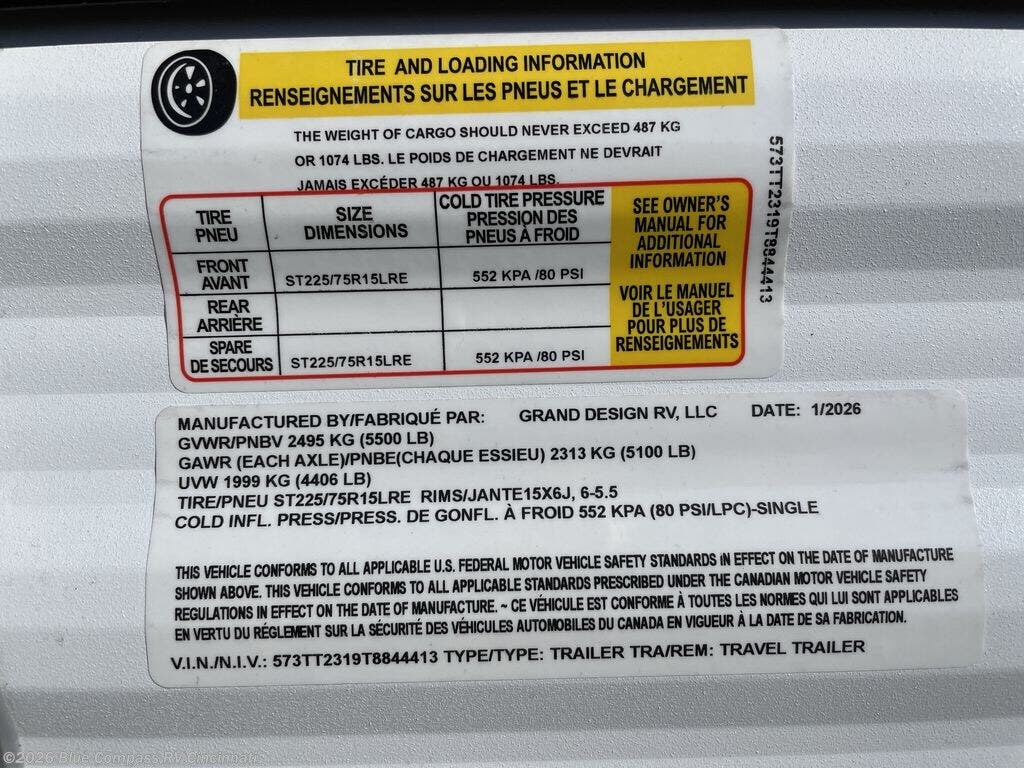 TIRE AND LOADING INFORMATION
RENSEIGNEMENTS SUR LES PNEUS ET LE CHARGEMENT
THE WEIGHT OF CARGO SHOULD NEVER EXCEED 487 KG
OR 1074 LBS. LE POIDS DE CHARGEMENT NE DEVRAIT
JAMAIS EXCÉDER 487 KG OU 1074 LBS.
TIRE
PNEU
SIZE
DIMENSIONS
COLD TIRE PRESSURE
PRESSION DES
PNEUS À FROID
FRONT
AVANT
ST225/75R15LRE
552 KPA /80 PSI
REAR
ARRIÈRE
SPARE
DE SECOURS
ST225/75R15LRE
552 KPA /80 PSI
SEE OWNER'S
MANUAL FOR
ADDITIONAL
INFORMATION
VOIR LE MANUEL
DE L'USAGER
POUR PLUS DE
RENSEIGNEMENTS
573TT2319T8844413
MANUFACTURED BY/FABRIQUÉ PAR: GRAND DESIGN RV, LLC DATE: 1/2026
GVWR/PNBV 2495 KG (5500 LB)
GAWR (EACH AXLE)/PNBE(CHAQUE ESSIEU) 2313 KG (5100 LB)
UVW 1999 KG (4406 LB)
TIRE/PNEU ST225/75R15LRE RIMS/JANTE15X6J, 6-5.5
COLD INFL. PRESS/PRESS. DE GONFL. À FROID 552 KPA (80 PSI/LPC)-SINGLE
THIS VEHICLE CONFORMS TO ALL APPLICABLE U.S. FEDERAL MOTOR VEHICLE SAFETY STANDARDS IN EFFECT ON THE DATE OF MANUFACTURE
SHOWN ABOVE. THIS VEHICLE CONFORMS TO ALL APPLICABLE STANDARDS PRESCRIBED UNDER THE CANADIAN MOTOR VEHICLE SAFETY
REGULATIONS IN EFFECT ON THE DATE OF MANUFACTURE. ~ CE VÉHICULE EST CONFORME À TOUTES LES NORMES QUI LUI SONT APPLICABLES
EN VERTU DU RÉGLEMENT SUR LA SÉCURITÉ DES VÉHICULES AUTOMOBILES DU CANADA EN VIGUEUR À LA DATE DE SA FABRICATION.
V.I.N./N.I.V.: 573TT2319T8844413 TYPE/TYPE: TRAILER TRA/REM: TRAVEL TRAILER
©2026 Blue Compass RV Cincinnati